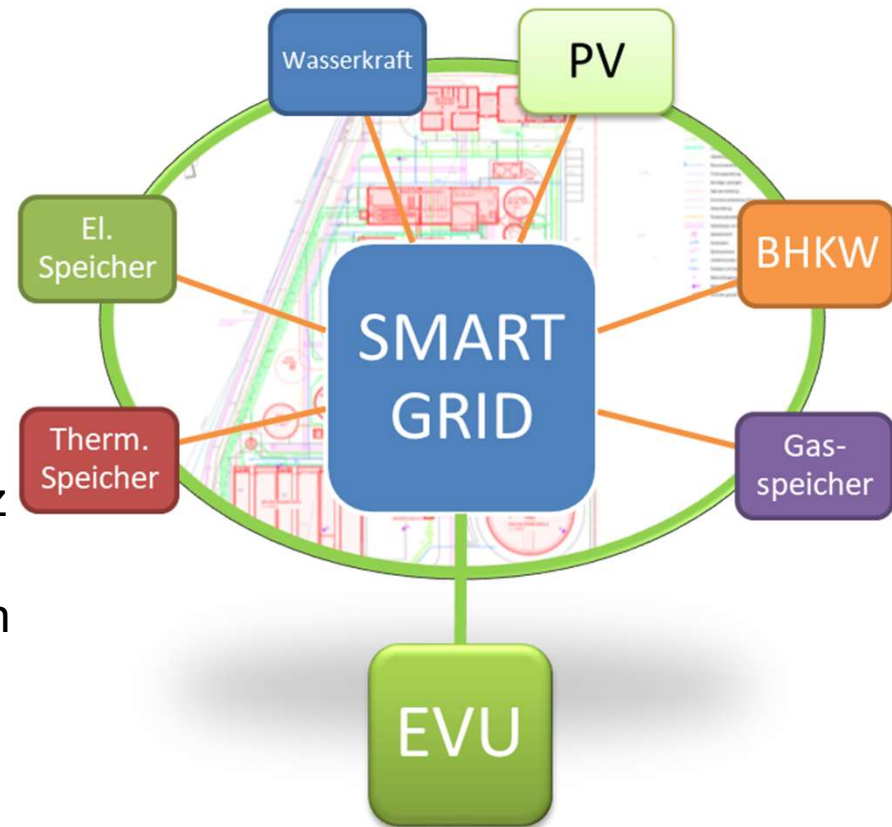 Wasserkraft
PV
El.
Speicher
BHKW
SMART
GRID
Therm.
Speicher
Gas-
speicher
z
n
EVU